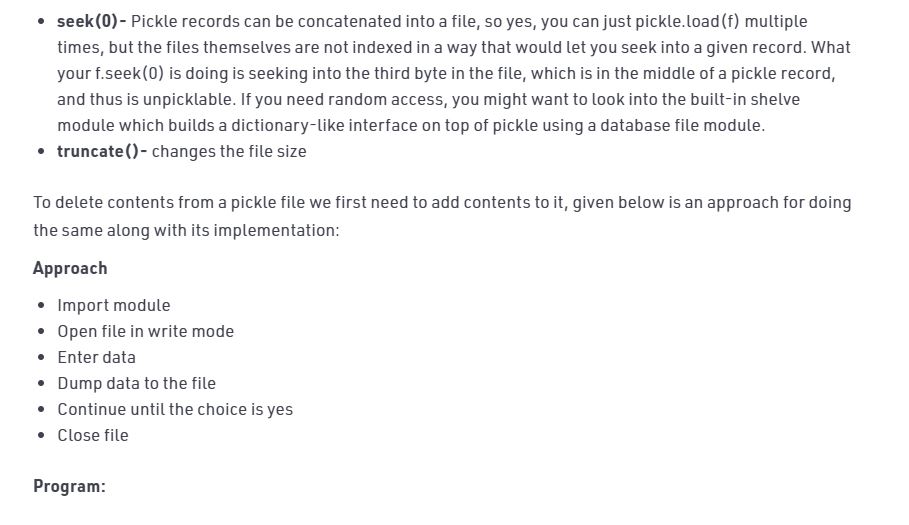 • seek(0)- Pickle records can be concatenated into a file, so yes, you can just pickle.load(f) multiple
times, but the files themselves are not indexed in a way that would let you seek into a given record. What
your f.seek(0) is doing is seeking into the third byte in the file, which is in the middle of a pickle record,
and thus is unpicklable. If you need random access, you might want to look into the built-in shelve
module which builds a dictionary-like interface on top of pickle using a database file module.
• truncate()- changes the file size
To delete contents from a pickle file we first need to add contents to it, given below is an approach for doing
the same along with its implementation:
Approach
• Import module
• Open file in write mode
• Enter data
• Dump data to the file
• Continue until the choice is yes
• Close file
Program: